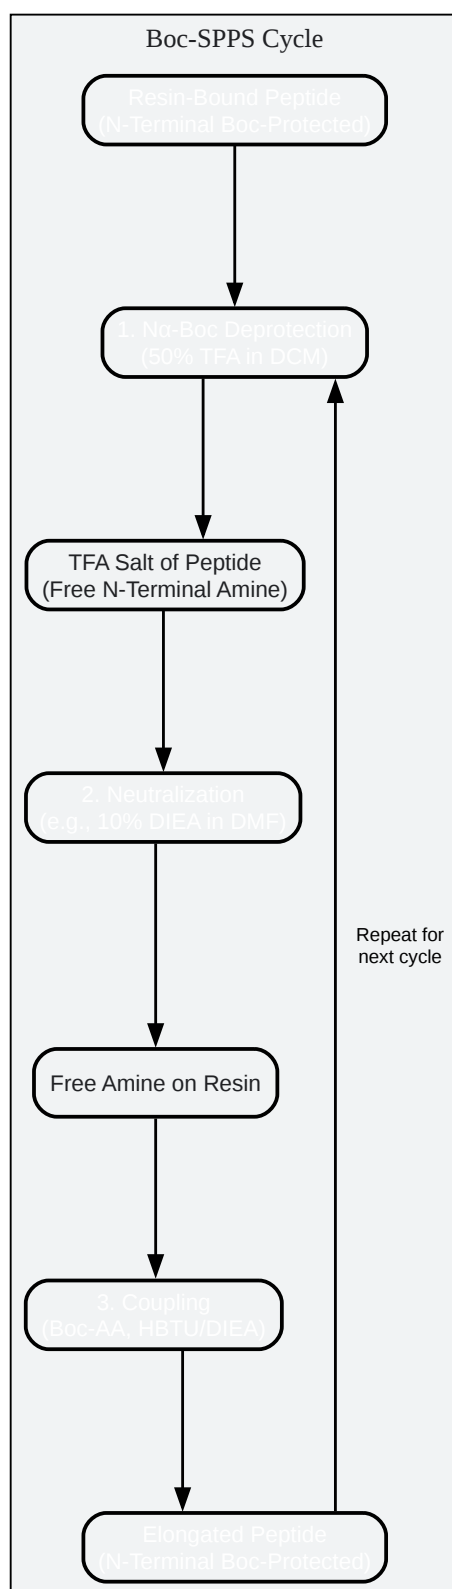 Boc-SPPS Cycle
Resin-Bound Peptide
(N-Terminal Boc-Protected)
1. Nα-Boc Deprotection
(50% TFA in DCM)
TFA Salt of Peptide
(Free N-Terminal Amine)
2. Neutralization
(e.g., 10% DIEA in DMF)
Repeat for
next cycle
Free Amine on Resin
3. Coupling
(Boc-AA, HBTU/DIEA)
Elongated Peptide
(N-Terminal Boc-Protected)